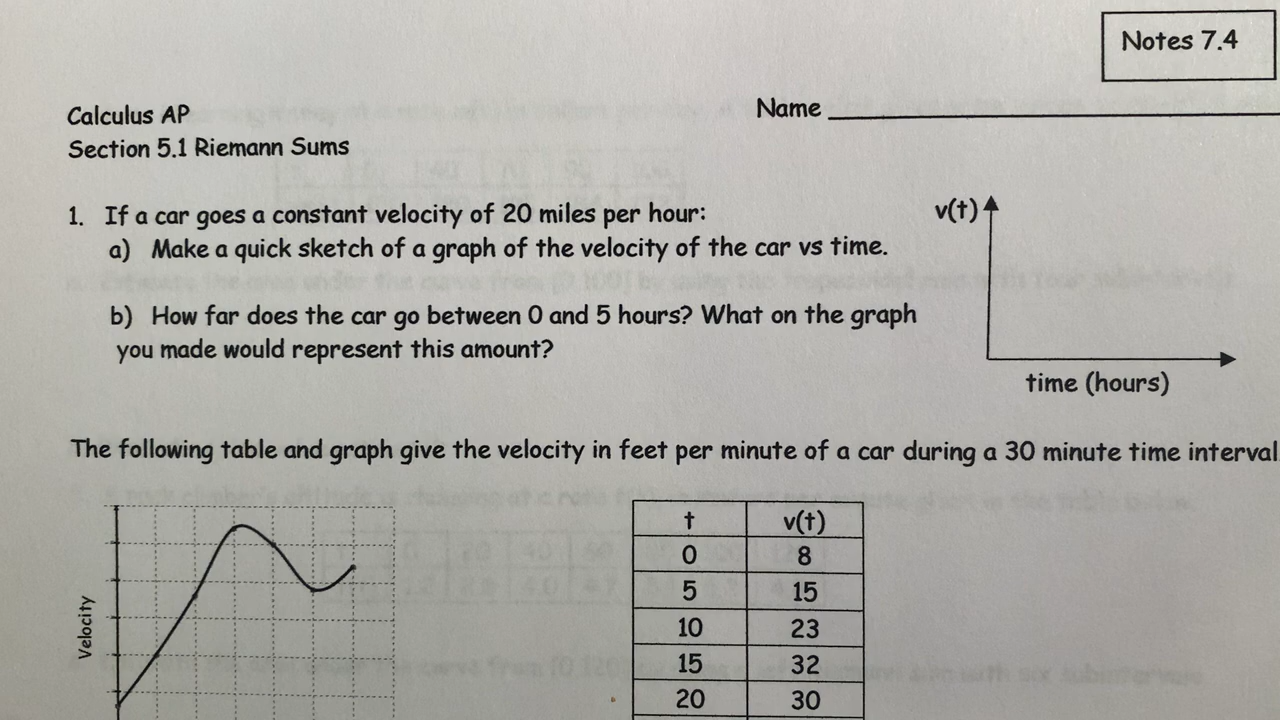 Notes 7.4
Calculus AP
Name
Section 5.1 Riemann Sums
1. If a car goes a constant velocity of 20 miles per hour:
a) Make a quick sketch of a graph of the velocity of the car vs time.
b) How far does the car go between 0 and 5 hours? What on the graph
you made would represent this amount?
v(t)
time (hours)
The following table and graph give the velocity in feet per minute of a car during a 30 minute time interval
Velocity
t v(t)
0 8
5 15
10 23
15 32
20 30